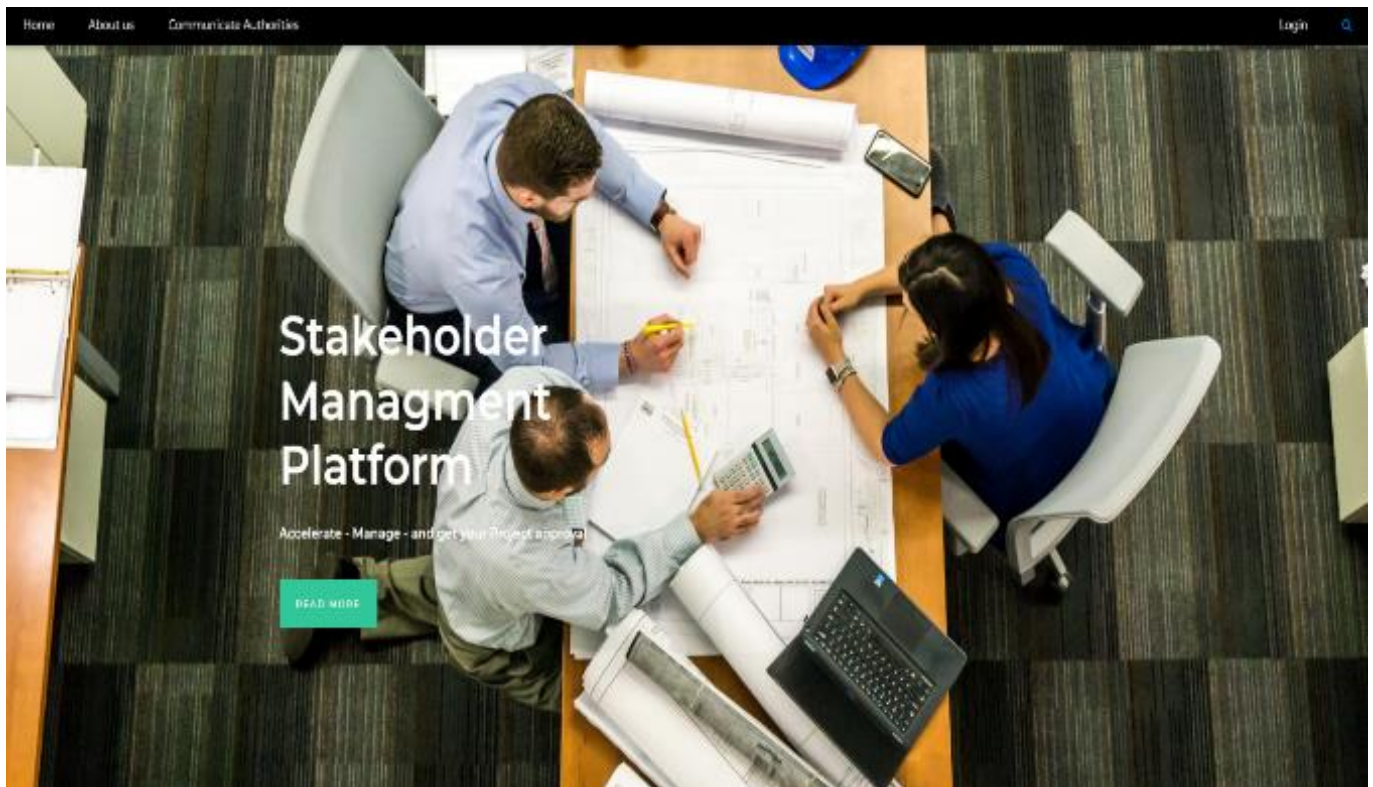 Home About us Communicate Authorities Login
Stakeholder
Managment
Platform
Accelerate - Manage - and get your Project approval
READ MORE